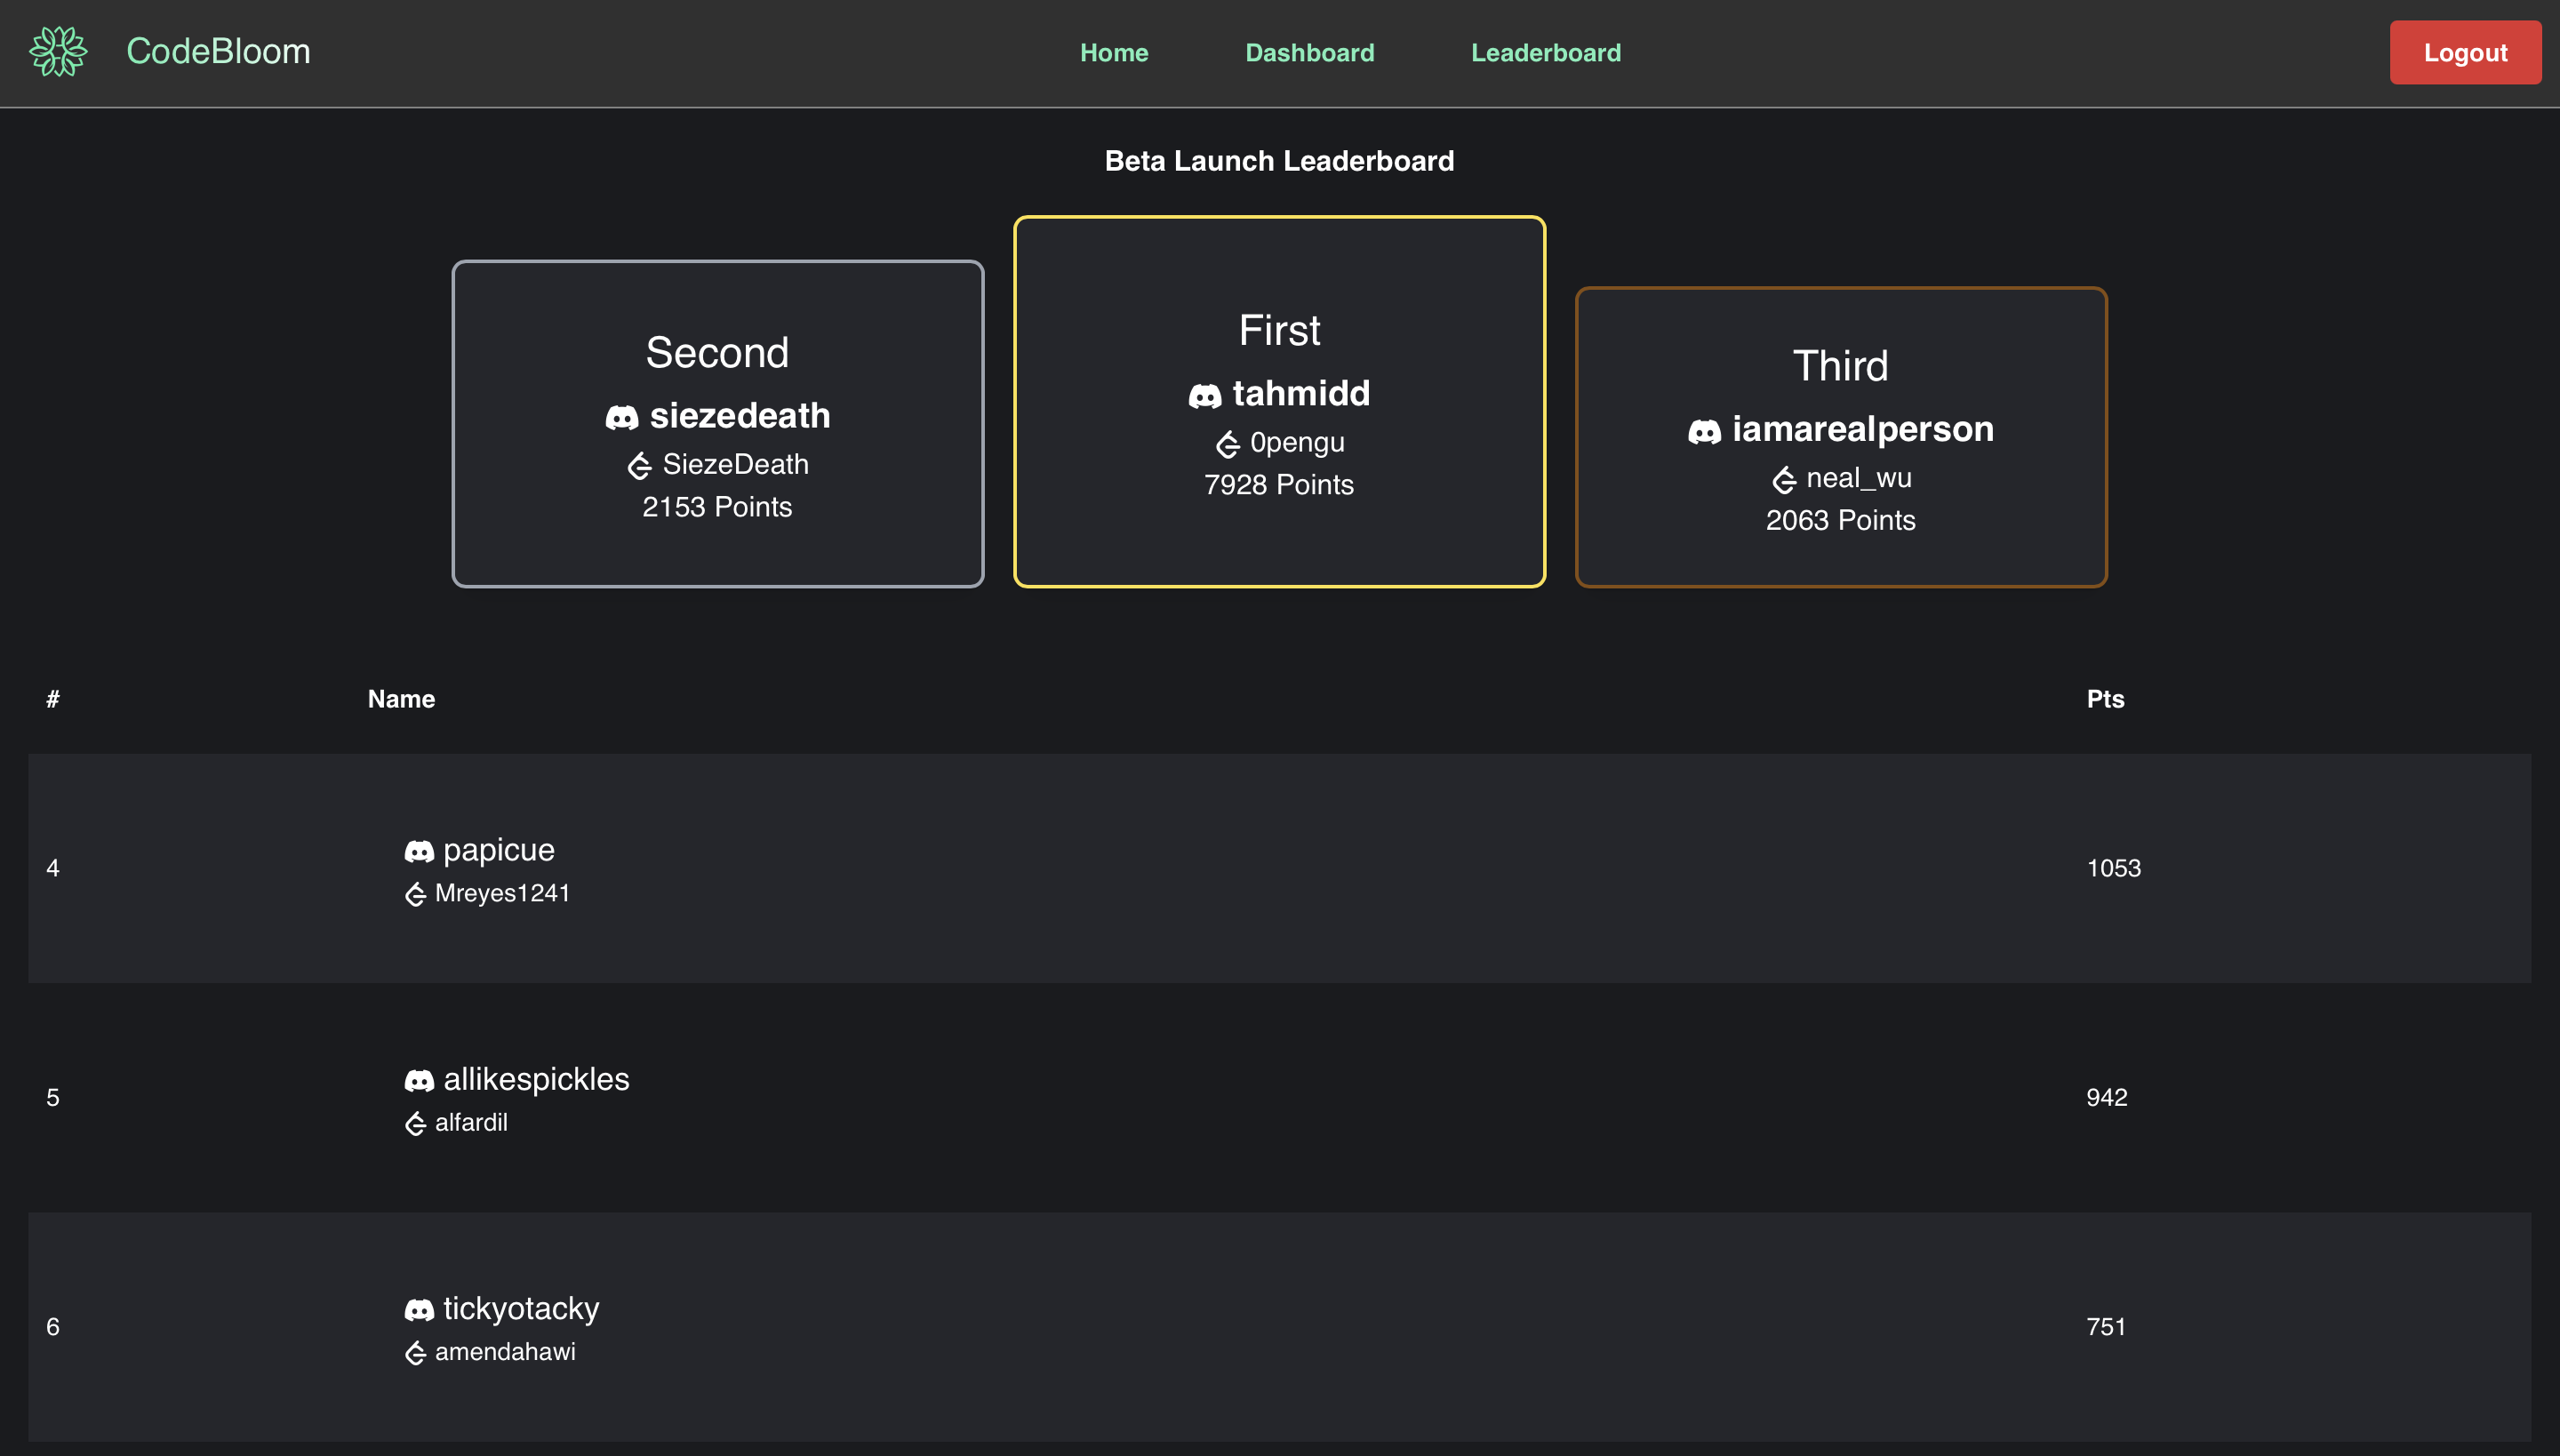 CodeBloom
Home Dashboard Leaderboard
Logout
Beta Launch Leaderboard
Second
siezedeath
SiezeDeath
2153 Points
First
tahmidd
0pengu
7928 Points
Third
iamarealperson
neal_wu
2063 Points
# Name Pts
4 papicue 1053
Mreyes1241
5 allikespickles 942
alfardil
6 tickyotacky 751
amendahawi